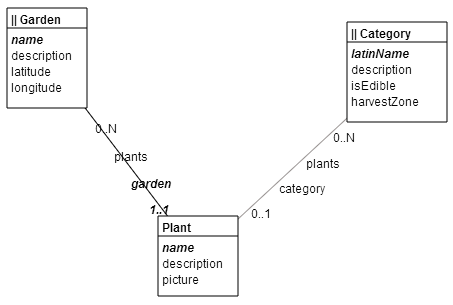 || Garden
name
description
latitude
longitude
|| Category
latinName
description
isEdible
harvestZone
0..N
plants
garden
1..1
0..N
plants
category
0..1
Plant
name
description
picture